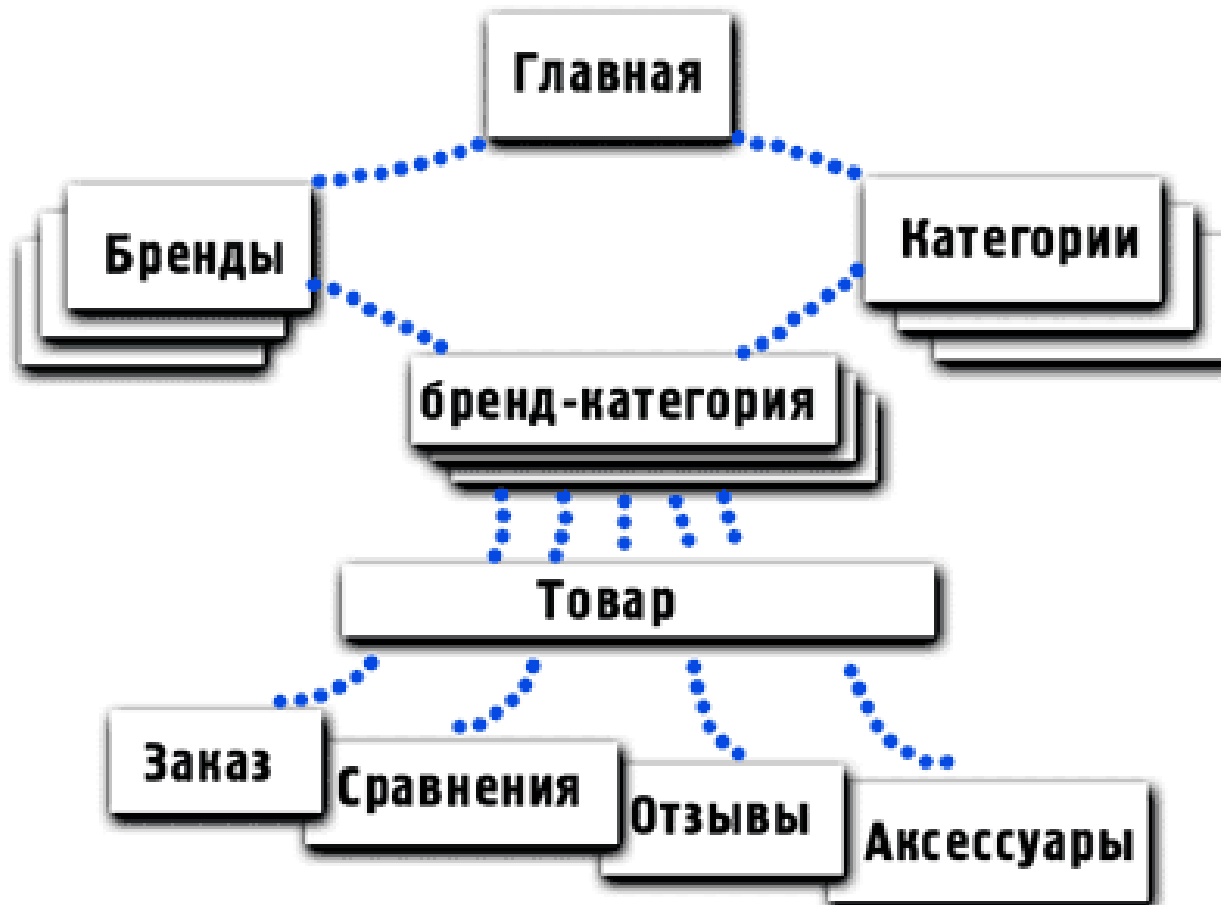 Главная
Бренды
Категории
бренд-категория
Товар
Заказ
Сравнения
Отзывы
Аксессуары